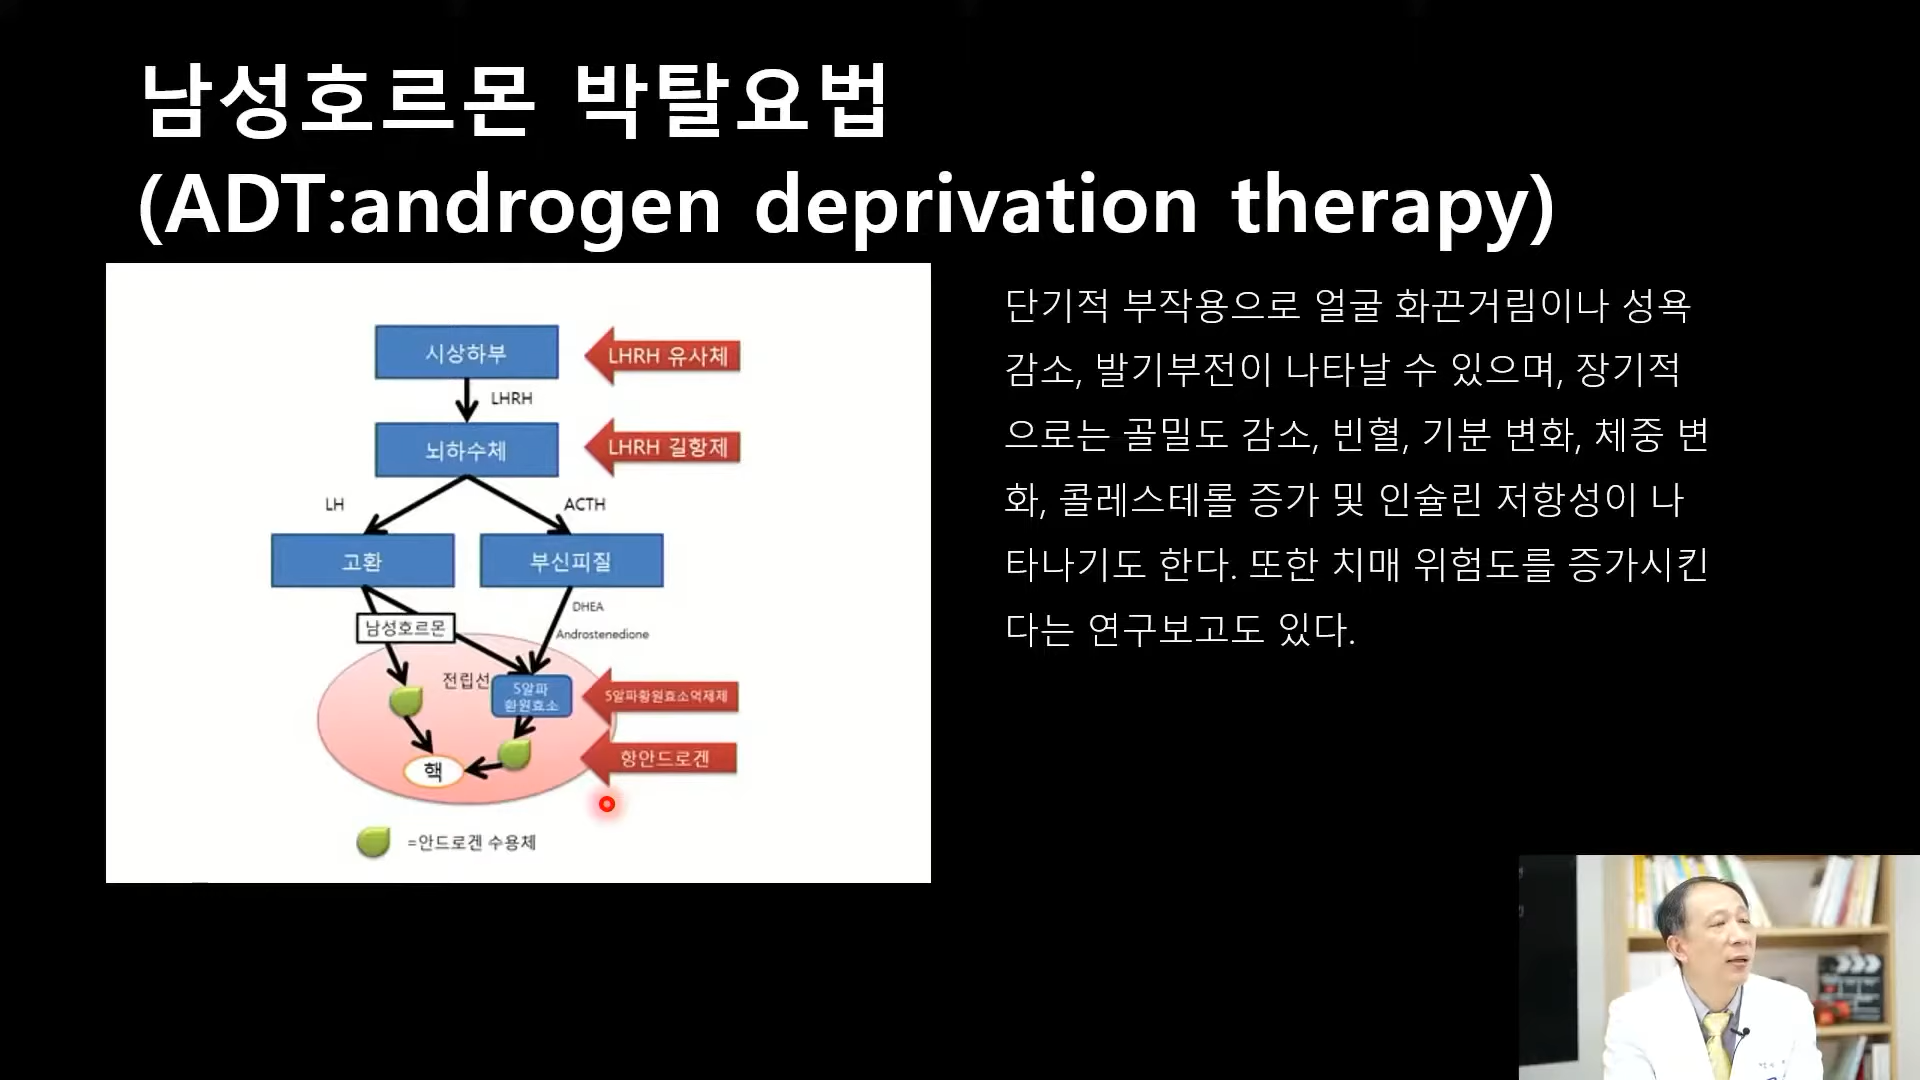 남성호르몬 박탈요법
(ADT:androgen deprivation therapy)
시상하부
LHRH 유사체
LHRH
뇌하수체
LHRH 길항제
LH
ACTH
고환
부신피질
남성호르몬
DHEA
Androstenedione
전립선
5알파
환원효소
5알파환원효소억제제
항안드로겐
핵
=안드로겐 수용체
단기적 부작용으로 얼굴 화끈거림이나 성욕
감소, 발기부전이 나타날 수 있으며, 장기적
으로는 골밀도 감소, 빈혈, 기분 변화, 체중 변
화, 콜레스테롤 증가 및 인슐린 저항성이 나
타나기도 한다. 또한 치매 위험도를 증가시킨
다는 연구보고도 있다.